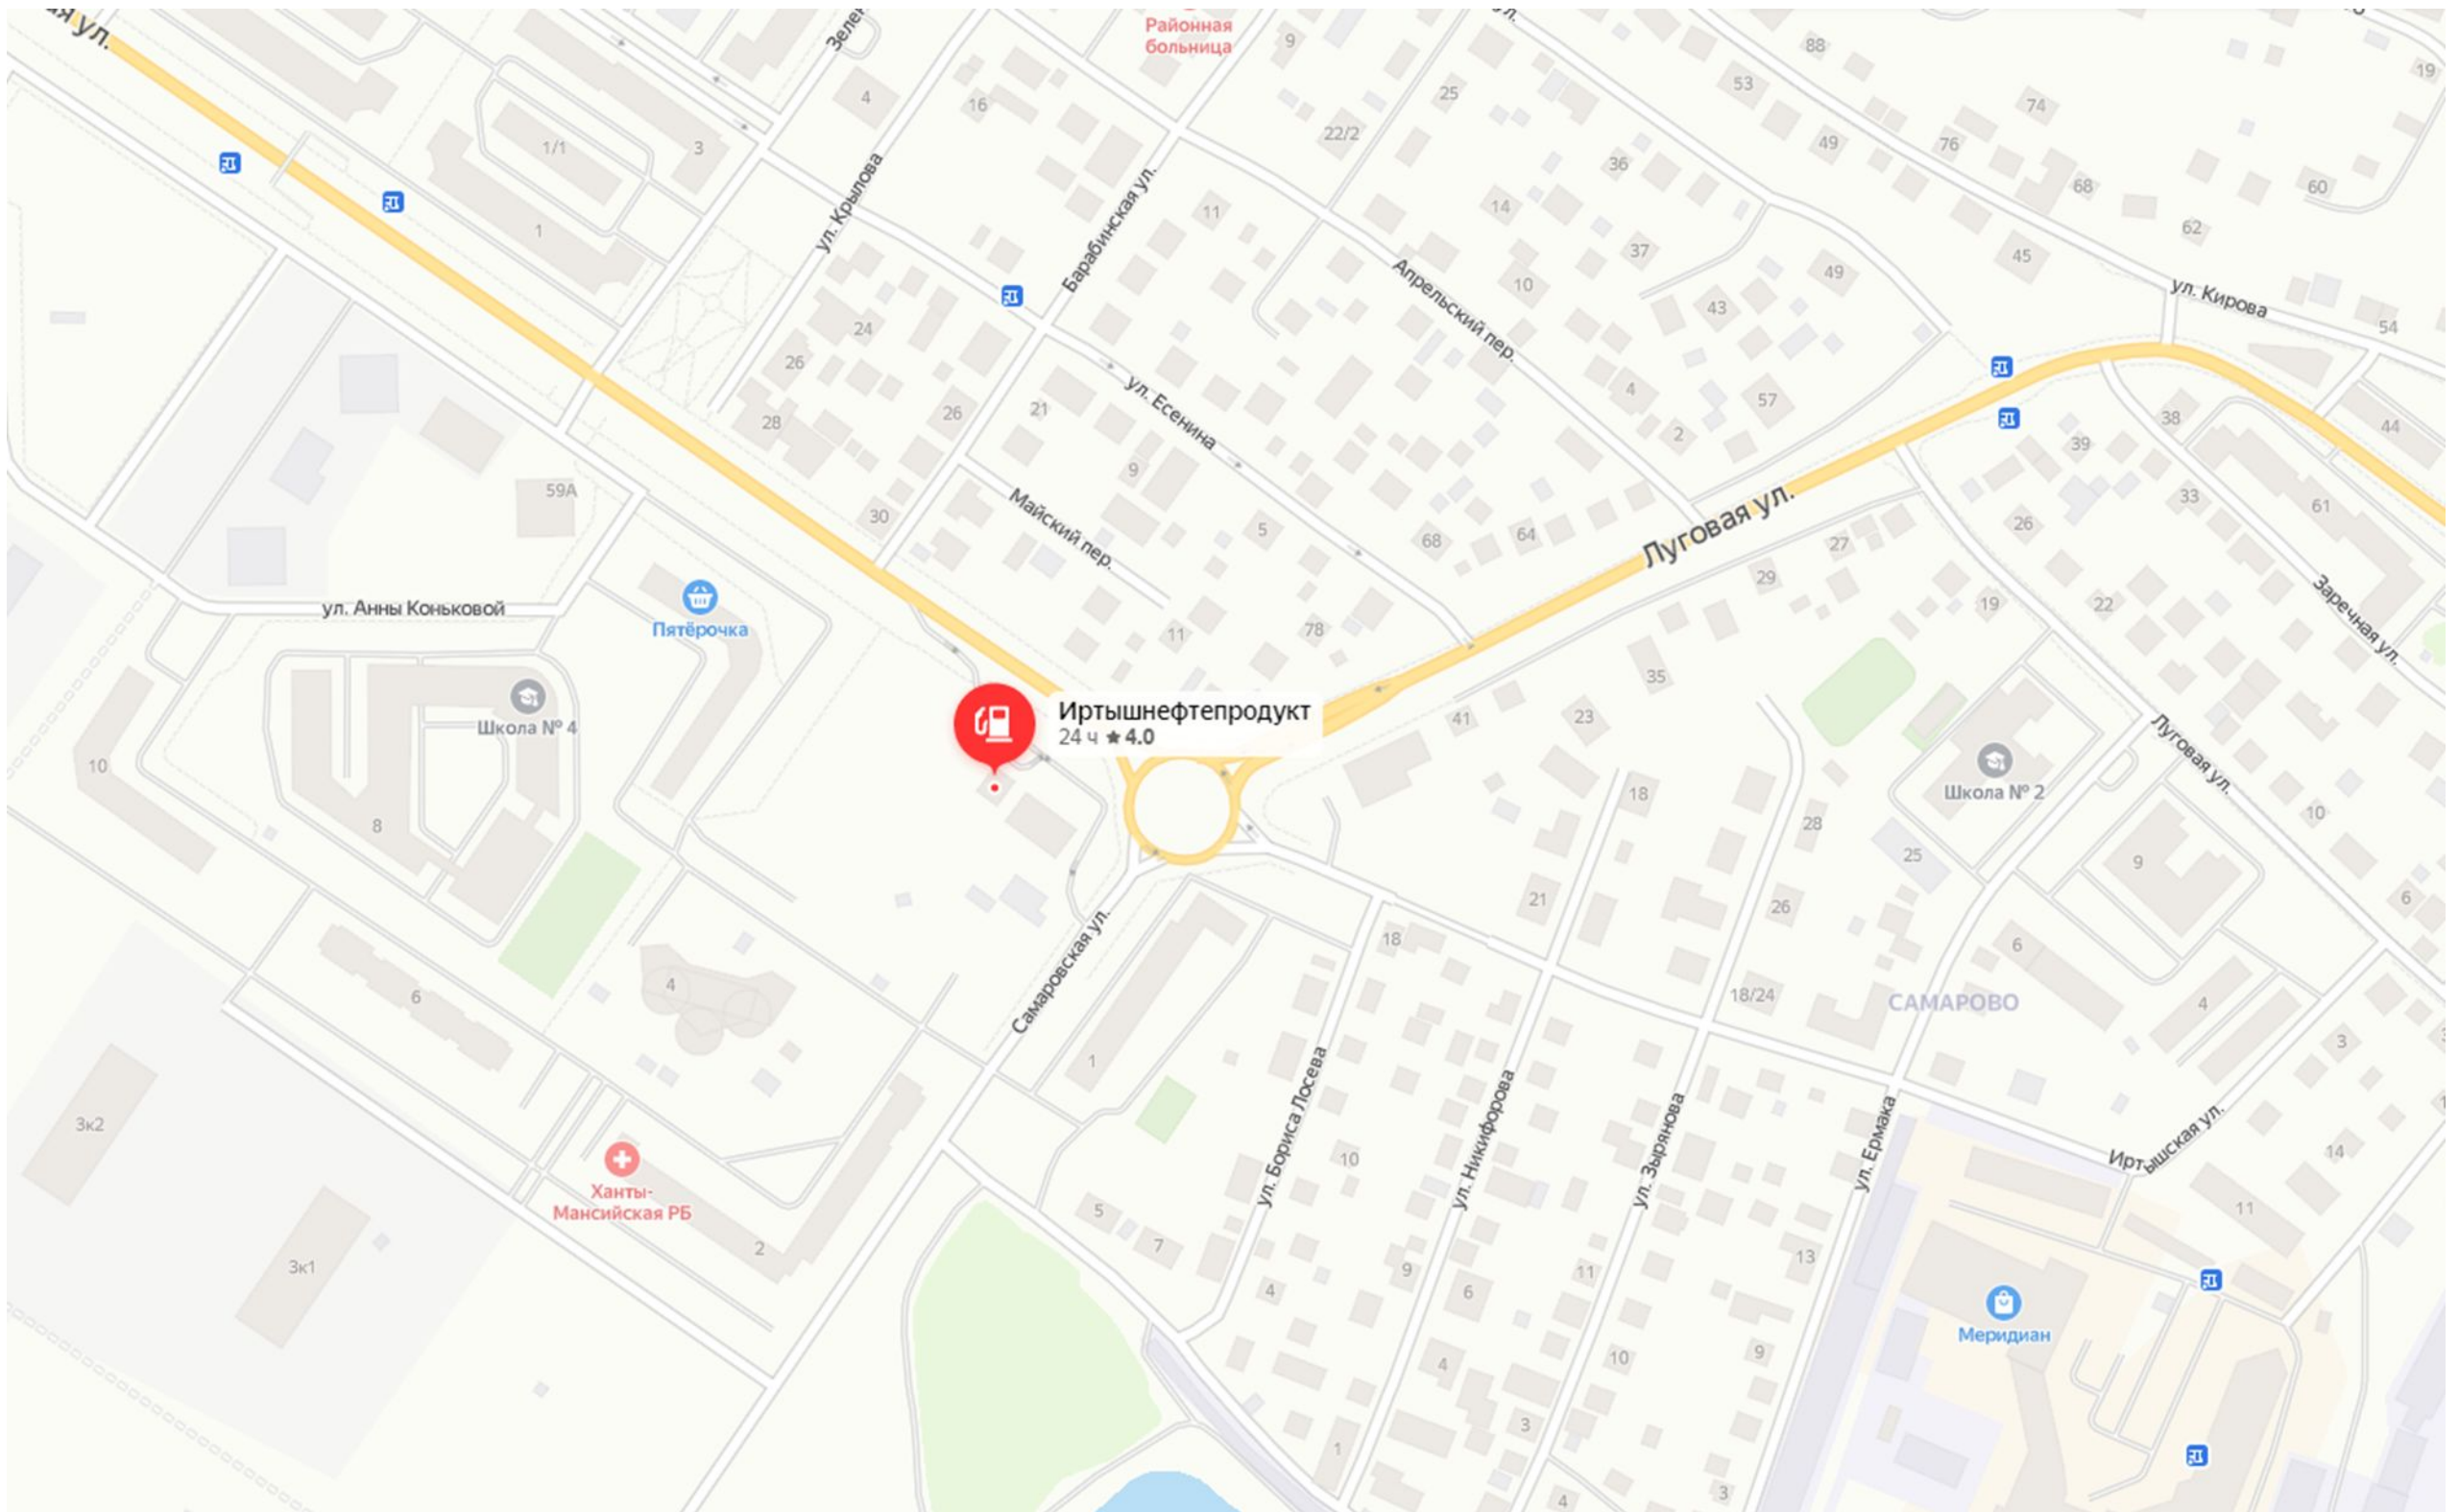 ая ул.
Зелен
Районная
больница
ул.
9
88
53
19
4
16
25
74
1/1
3
22/2
49
76
36
68
60
ул. Крылова
Барабинская ул.
11
14
62
1
37
45
Апрельский пер.
49
10
43
ул. Кирова
54
24
26
ул. Есенина
4
57
28
26
21
2
38
44
39
9
59А
Майский пер.
33
61
30
5
68
64
Луговая ул.
26
27
29
Заречная ул.
ул. Анны Коньковой
19
22
Пятёрочка
11
78
35
Школа № 4
Иртышнефтепродукт
24 ч ★ 4.0
41
23
Луговая ул.
10
Школа № 2
18
10
8
28
25
9
21
26
6
Самаровская ул.
18
6
4
6
18/24
САМАРОВО
4
3
1
ул. Бориса Лосева
ул. Никифорова
ул. Зырянова
ул. Ермака
Иртышская ул.
3к2
10
14
Ханты-
Мансийская РБ
5
7
11
2
13
3к1
9
11
4
6
Меридиан
10
9
4
3
1
4
3